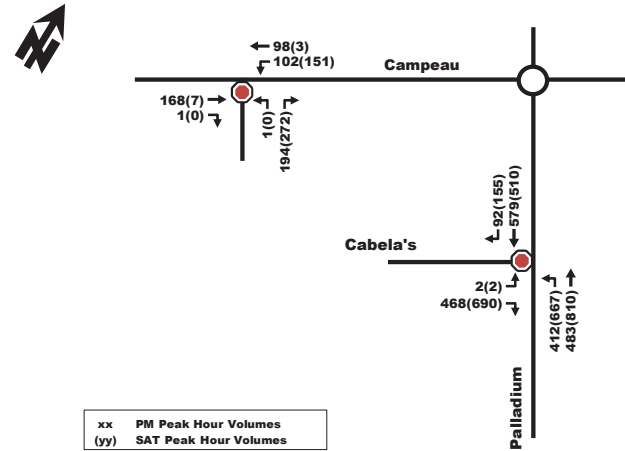 98(3)
102(151)
Campeau
168(7)
1(0)
1(0)
194(272)
92(155)
579(510)
Cabela's
2(2)
468(690)
412(667)
483(810)
Palladium
xx PM Peak Hour Volumes
(yy) SAT Peak Hour Volumes